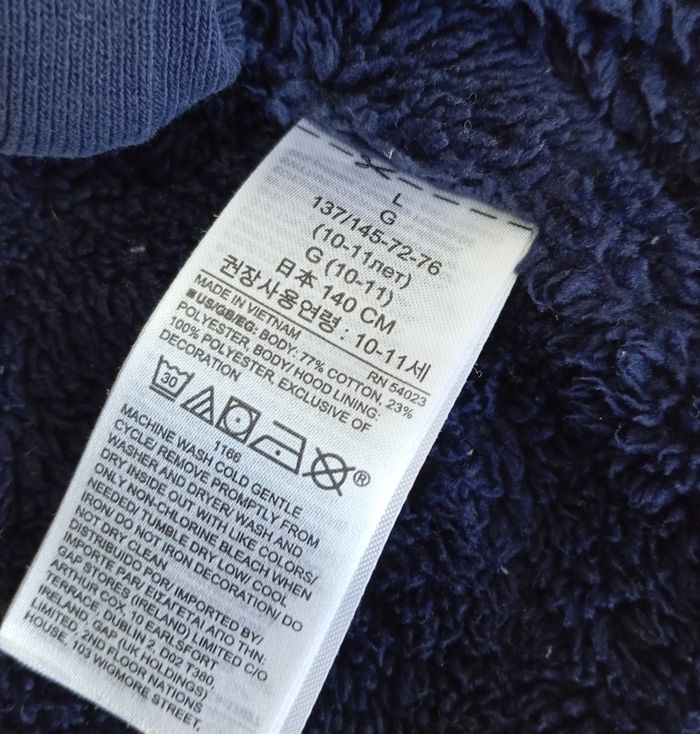 L
G
137/145-72-76
(10-11лет)
G (10-11)
日本 140 CM
권장사용연령 : 10-11세
MADE IN VIETNAM RN 54023
US/GB/EG: BODY: 77% COTTON, 23%
POLYESTER, BODY/ HOOD LINING:
100% POLYESTER, EXCLUSIVE OF
DECORATION
30
®
1166
MACHINE WASH COLD GENTLE
CYCLE/ REMOVE PROMPTLY FROM
WASHER AND DRYER/ WASH AND
DRY INSIDE OUT WITH LIKE COLORS/
ONLY NON-CHLORINE BLEACH WHEN
NEEDED/ TUMBLE DRY LOW/ COOL
IRON/ DO NOT IRON DECORATION/ DO
NOT DRY CLEAN
DISTRIBUIDO POR/ IMPORTED BY/
IMPORTE PAR/ ΕΙΣΑΓΕΤΑΙ ΑΠΟ ΤΗΝ:
GAP STORES (IRELAND) LIMITED C/O
ARTHUR COX, 10 EARLSFORT
TERRACE, DUBLIN 2, D02 T380,
IRELAND, GAP (UK HOLDINGS)
LIMITED, 2ND FLOOR NATIONS
HOUSE, 103 WIGMORE STREET,